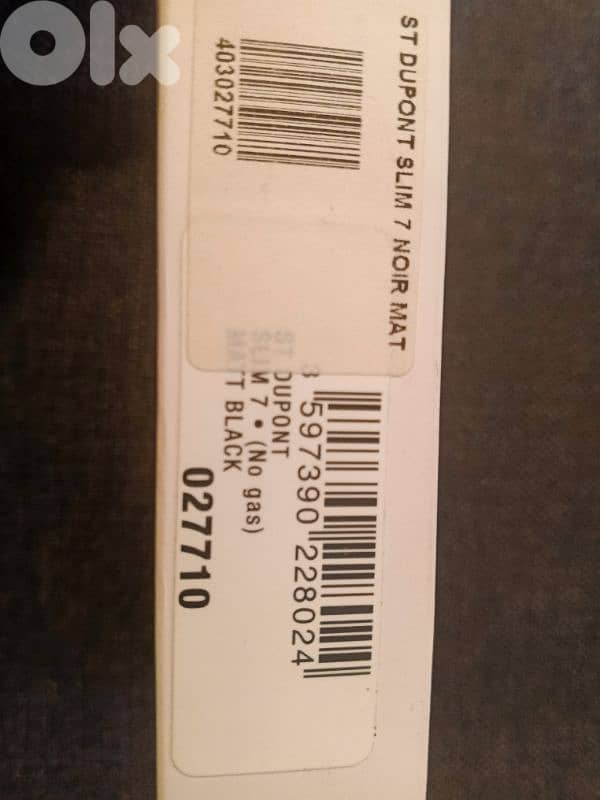 olx
ST DUPONT SLIM 7 NOIR MAT
403027710
3 597390 228024
ST DUPONT
SLIM 7 • (No gas)
MATT BLACK
027710